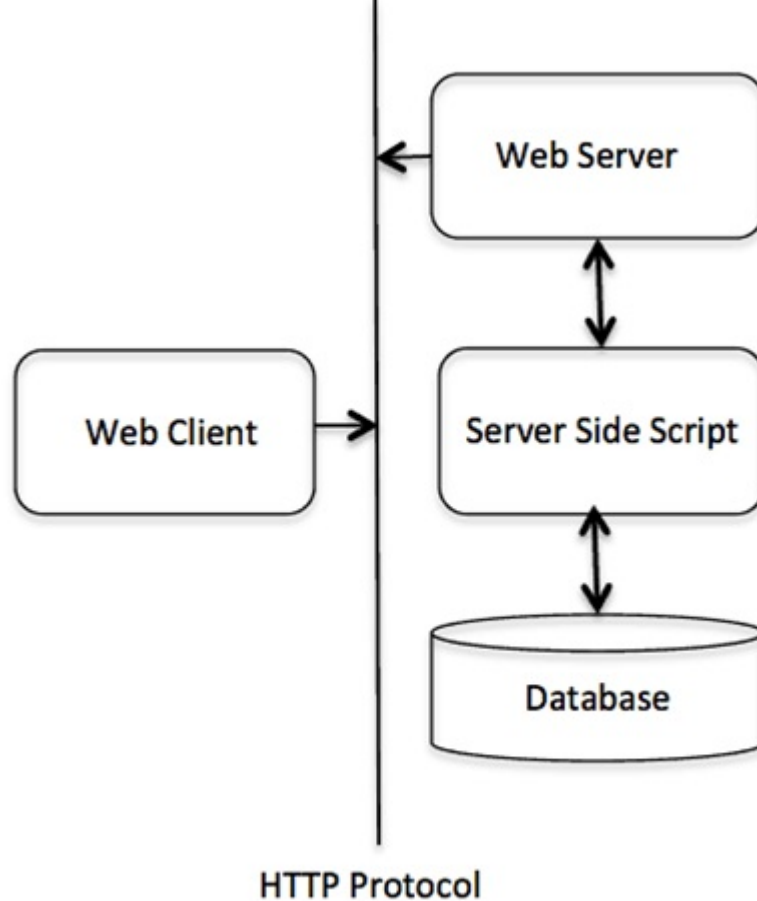 Web Server
Web Client
Server Side Script
Database
HTTP Protocol